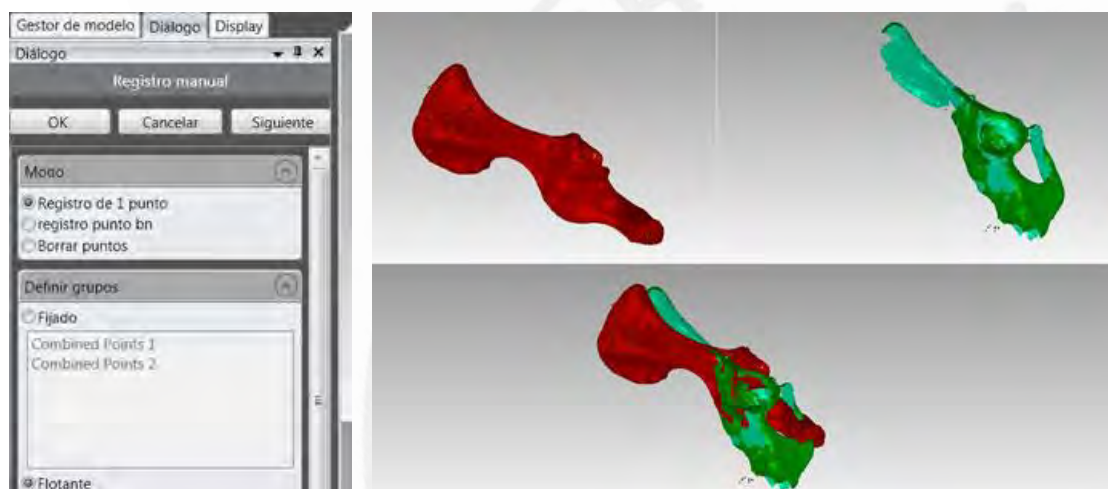 Gestor de modelo Diálogo Display
Diálogo
Registro manual
OK Cancelar Siguiente
Modo
Registro de 1 punto
registro punto bn
Borrar puntos
Definir grupos
Fijado
Combined Points 1
Combined Points 2
Flotante